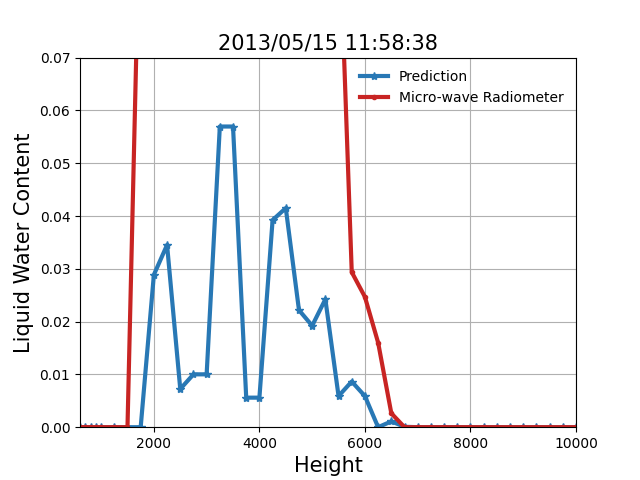 2013/05/15 11:58:38
0.07
0.06
0.05
0.04
0.03
0.02
0.01
0.00
Liquid Water Content
Prediction
Micro-wave Radiometer
2000 4000 6000 8000 10000
Height